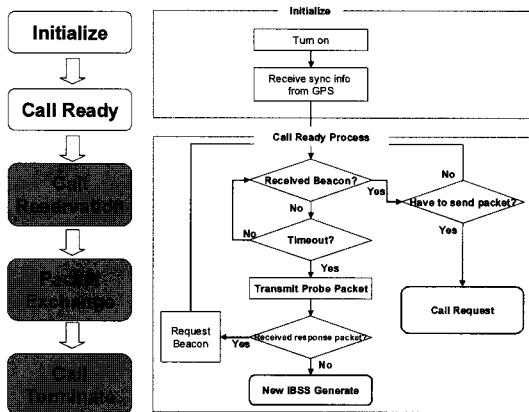 Initialize
Call Ready
Call
Reservation
Packet
Exchange
Call
Terminate
Initialize
Turn on
Receive sync info
from GPS
Call Ready Process
Received Beacon?
Yes
No
Have to send packet?
No
Timeout?
Yes
Yes
Transmit Probe Packet
Call Request
Request
Beacon
Yes
Received response packet?
No
New IBSS Generate